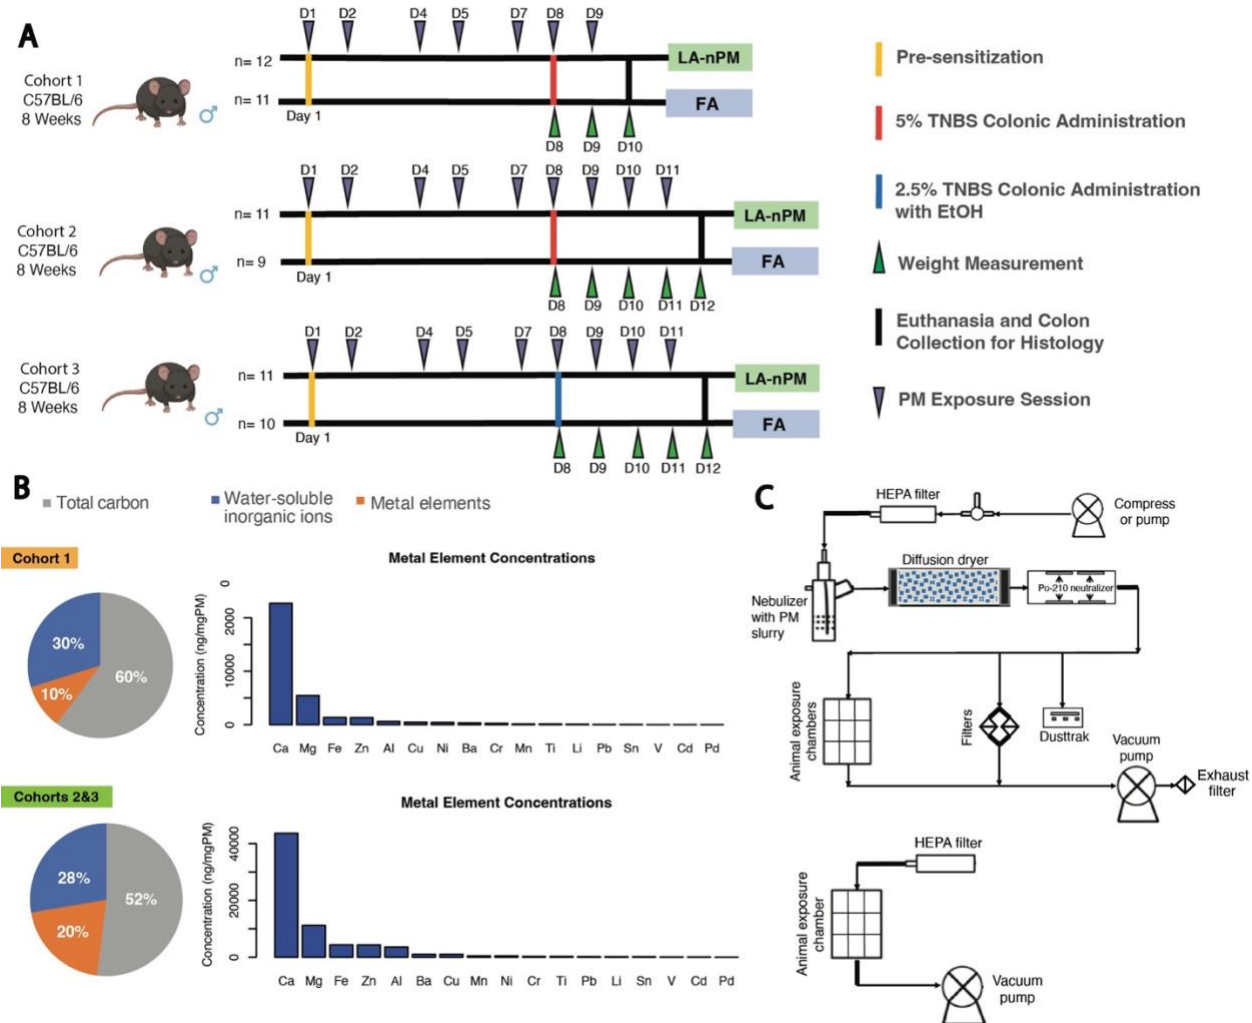 A
D1 D2 D4 D5 D7 D8 D9
n= 12
LA-nPM
Cohort 1
C57BL/6
8 Weeks
n= 11
FA
Day 1
D8 D9 D10
D1 D2 D4 D5 D7 D8 D9 D10 D11
n= 11
LA-nPM
Cohort 2
C57BL/6
8 Weeks
n= 9
FA
Day 1
D8 D9 D10 D11 D12
D1 D2 D4 D5 D7 D8 D9 D10 D11
n= 11
LA-nPM
Cohort 3
C57BL/6
8 Weeks
n= 10
FA
Day 1
D8 D9 D10 D11 D12
Pre-sensitization
5% TNBS Colonic Administration
2.5% TNBS Colonic Administration
with EtOH
Weight Measurement
Euthanasia and Colon
Collection for Histology
PM Exposure Session
B
Total carbon
Water-soluble
inorganic ions
Metal elements
Cohort 1
30%
60%
10%
Metal Element Concentrations
Concentration (ng/mgPM)
0
2000
10000
0
Ca Mg Fe Zn Al Cu Ni Ba Cr Mn Ti Li Pb Sn V Cd Pd
Cohorts 2&3
28%
52%
20%
Metal Element Concentrations
Concentration (ng/mgPM)
40000
20000
0
Ca Mg Fe Zn Al Ba Cu Mn Ni Cr Ti Pb Li Sn V Cd Pd
C
HEPA filter
Compress
or pump
Diffusion dryer
Po-210 neutralizer
Nebulizer
with PM
slurry
Animal exposure
chambers
Filters
Dusttrak
Vacuum
pump
Exhaust
filter
HEPA filter
Animal exposure
chamber
Vacuum
pump